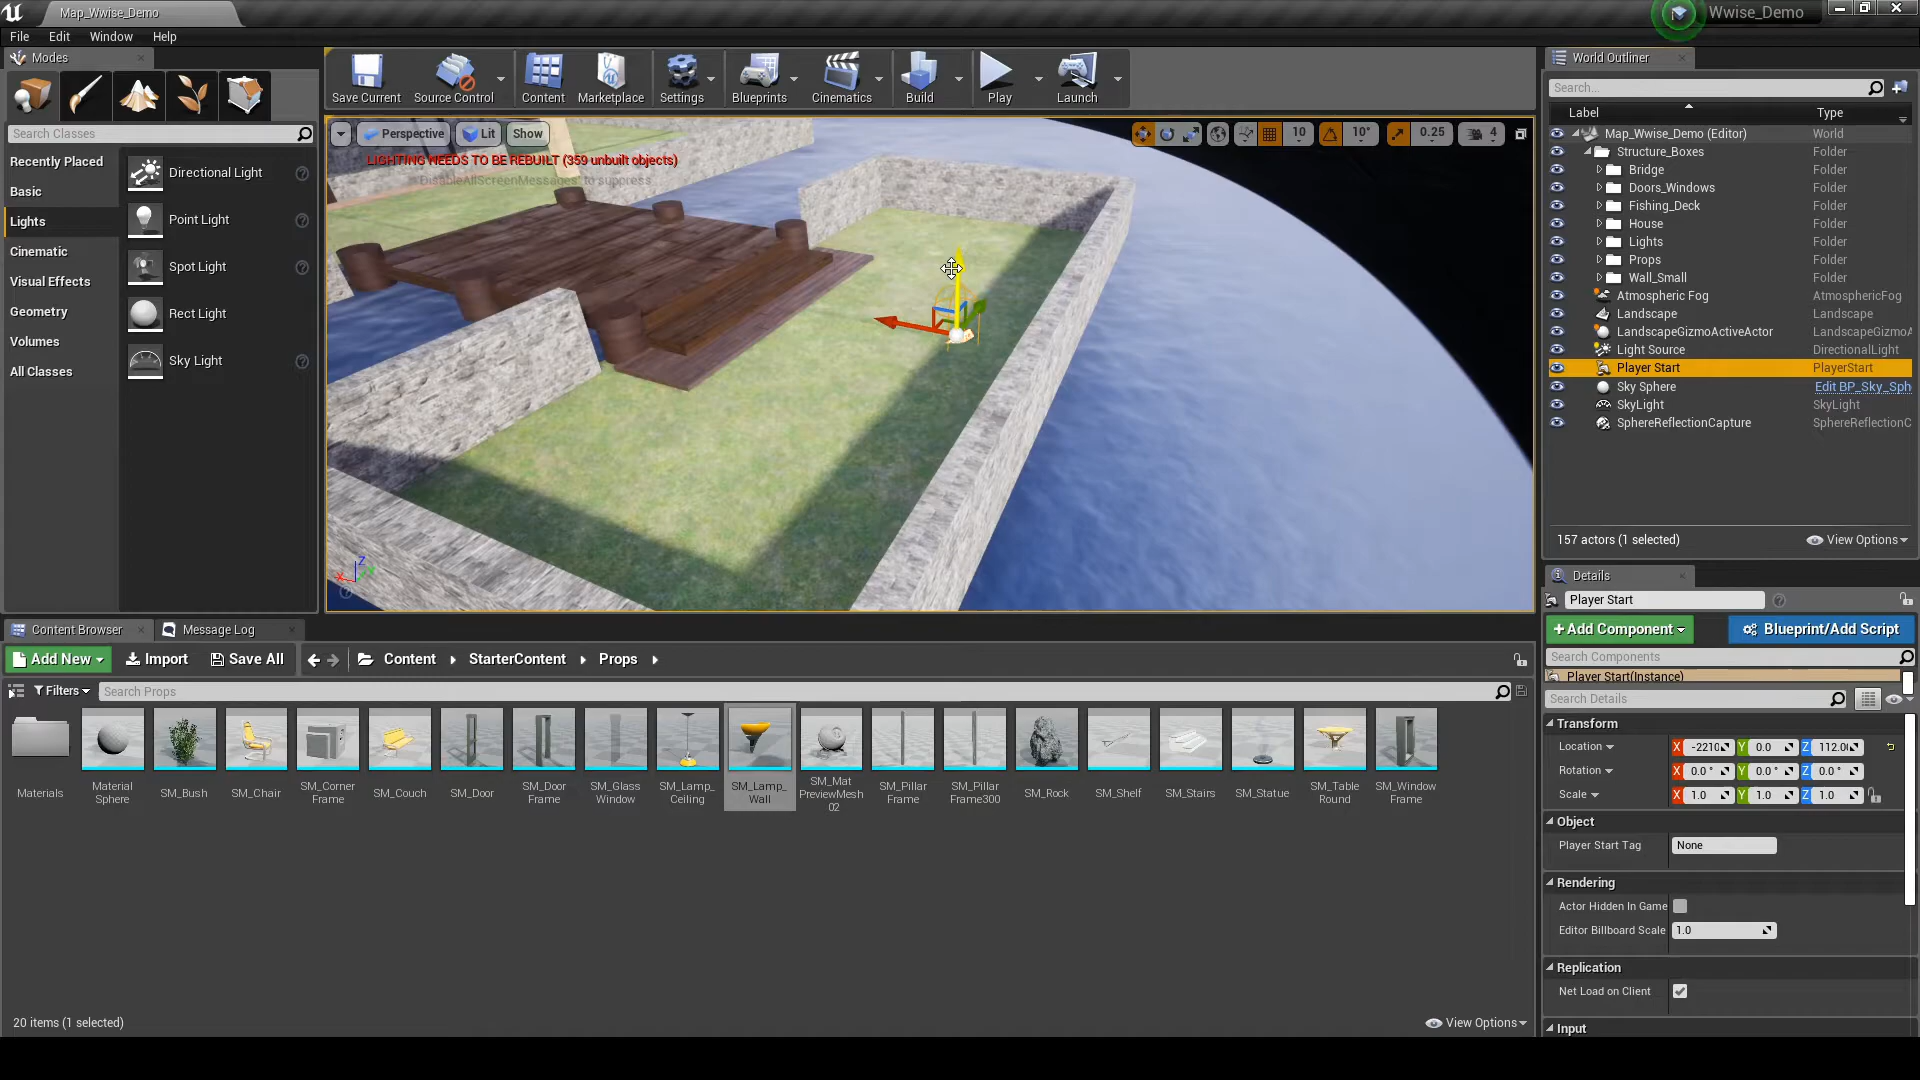 Map_Wwise_Demo
Wwise_Demo
File Edit Window Help
Modes
Search Classes
Recently Placed
Basic
Lights
Cinematic
Visual Effects
Geometry
Volumes
All Classes
Directional Light
Point Light
Spot Light
Rect Light
Sky Light
Save Current Source Control Content Marketplace Settings Blueprints Cinematics Build Play Launch
Perspective Lit Show
10 10° 0.25 4
LIGHTING NEEDS TO BE REBUILT (359 unbuilt objects)
'DisableAllScreenMessages' to suppress
Z
X
World Outliner
Search...
Label Type
Map_Wwise_Demo (Editor) World
Structure_Boxes Folder
Bridge Folder
Doors_Windows Folder
Fishing_Deck Folder
House Folder
Lights Folder
Props Folder
Wall_Small Folder
Atmospheric Fog AtmosphericFog
Landscape Landscape
LandscapeGizmoActiveActor LandscapeGizmoA
Light Source DirectionalLight
Player Start PlayerStart
Sky Sphere Edit BP_Sky_Sph
SkyLight SkyLight
SphereReflectionCapture SphereReflectionC
157 actors (1 selected) View Options
Details
Player Start
+Add Component Blueprint/Add Script
Search Components
Player Start(Instance)
Search Details
Transform
Location X -2210 Y 0.0 Z 112.0
Rotation X 0.0 ° Y 0.0 ° Z 0.0 °
Scale X 1.0 Y 1.0 Z 1.0
Object
Player Start Tag None
Rendering
Actor Hidden In Game
Editor Billboard Scale 1.0
Replication
Net Load on Client
Input
Content Browser Message Log
Add New Import Save All Content StarterContent Props
Filters Search Props
Materials
Material
Sphere
SM_Bush
SM_Chair
SM_Corner
Frame
SM_Couch
SM_Door
SM_Door
Frame
SM_Glass
Window
SM_Lamp_
Ceiling
SM_Lamp_
Wall
SM_Mat
PreviewMesh
02
SM_Pillar
Frame
SM_Pillar
Frame300
SM_Rock
SM_Shelf
SM_Stairs
SM_Statue
SM_Table
Round
SM_Window
Frame
20 items (1 selected) View Options